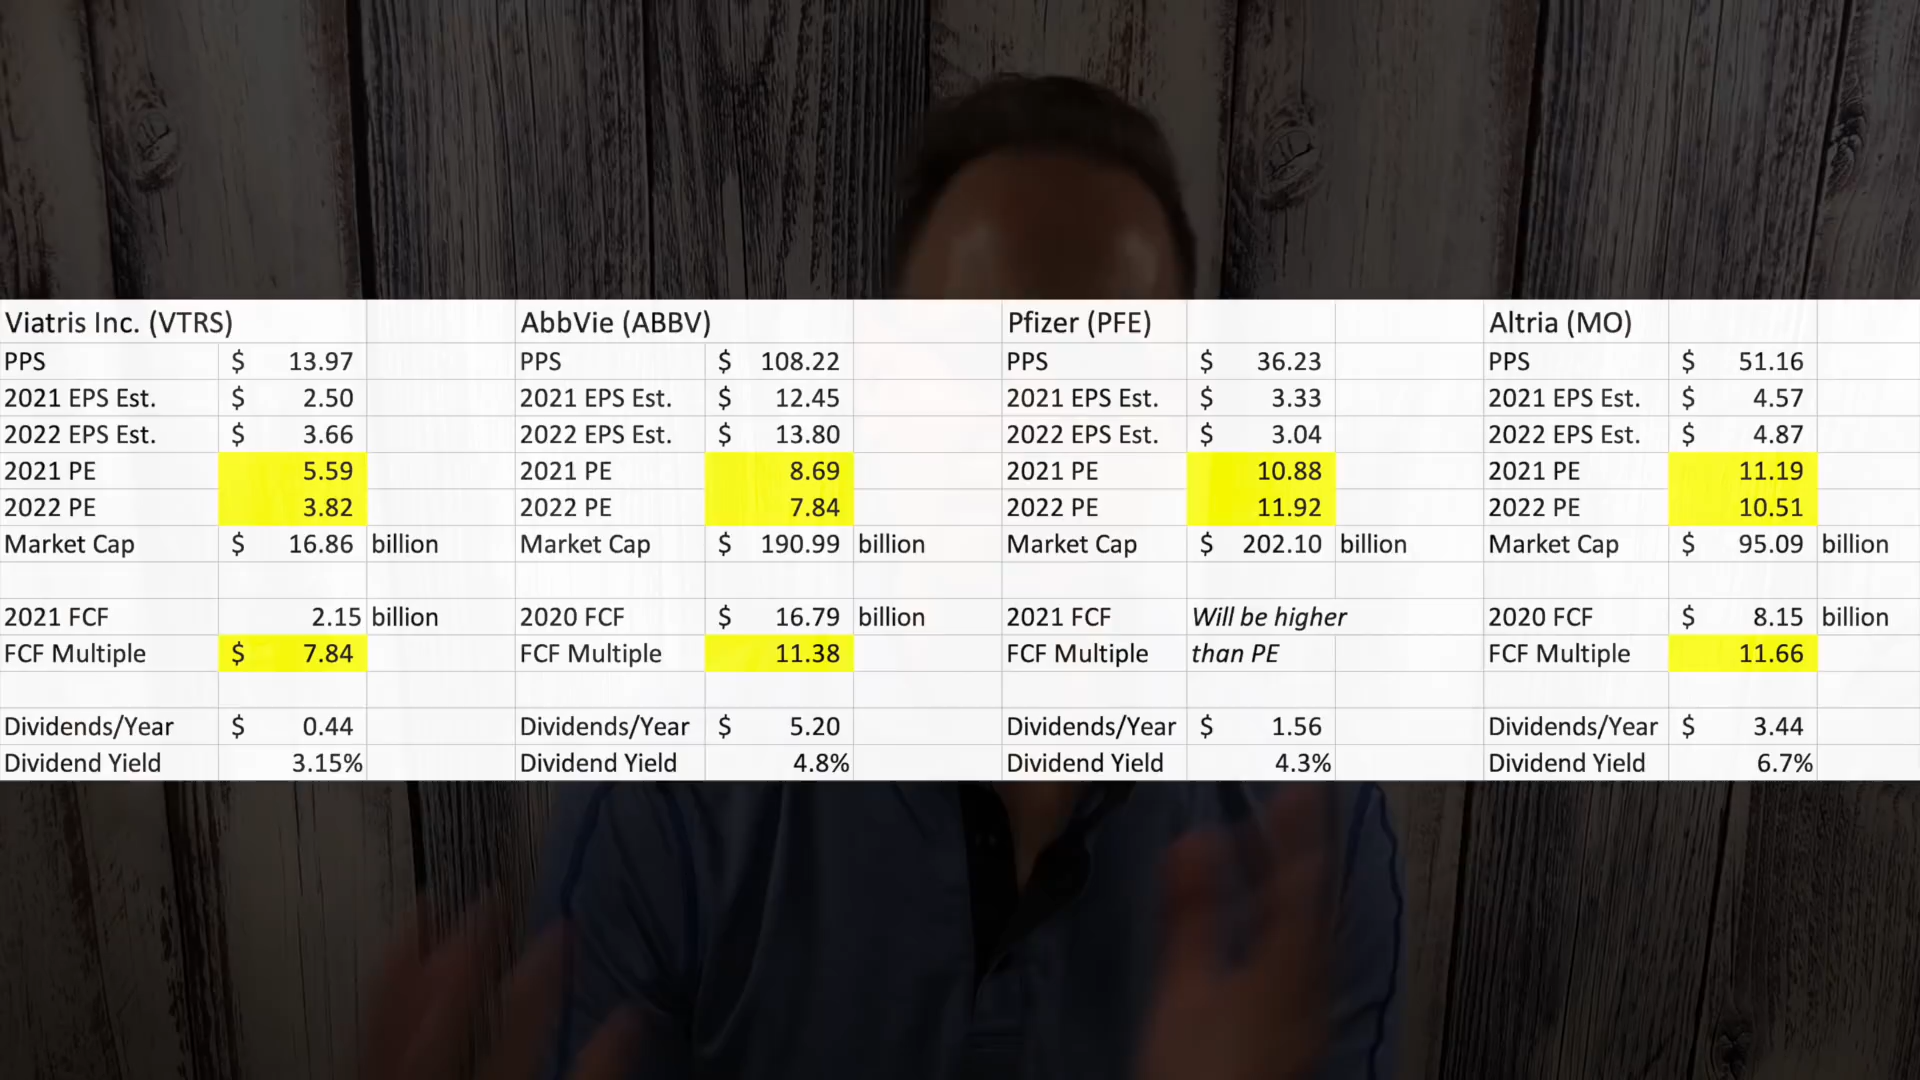 Viatris Inc. (VTRS) AbbVie (ABBV) Pfizer (PFE) Altria (MO)
PPS $ 13.97 PPS $ 108.22 PPS $ 36.23 PPS $ 51.16
2021 EPS Est. $ 2.50 2021 EPS Est. $ 12.45 2021 EPS Est. $ 3.33 2021 EPS Est. $ 4.57
2022 EPS Est. $ 3.66 2022 EPS Est. $ 13.80 2022 EPS Est. $ 3.04 2022 EPS Est. $ 4.87
2021 PE 5.59 2021 PE 8.69 2021 PE 10.88 2021 PE 11.19
2022 PE 3.82 2022 PE 7.84 2022 PE 11.92 2022 PE 10.51
Market Cap $ 16.86 billion Market Cap $ 190.99 billion Market Cap $ 202.10 billion Market Cap $ 95.09 billion
2021 FCF 2.15 billion 2020 FCF $ 16.79 billion 2021 FCF Will be higher 2020 FCF $ 8.15 billion
FCF Multiple $ 7.84 FCF Multiple 11.38 FCF Multiple than PE FCF Multiple 11.66
Dividends/Year $ 0.44 Dividends/Year $ 5.20 Dividends/Year $ 1.56 Dividends/Year $ 3.44
Dividend Yield 3.15% Dividend Yield 4.8% Dividend Yield 4.3% Dividend Yield 6.7%